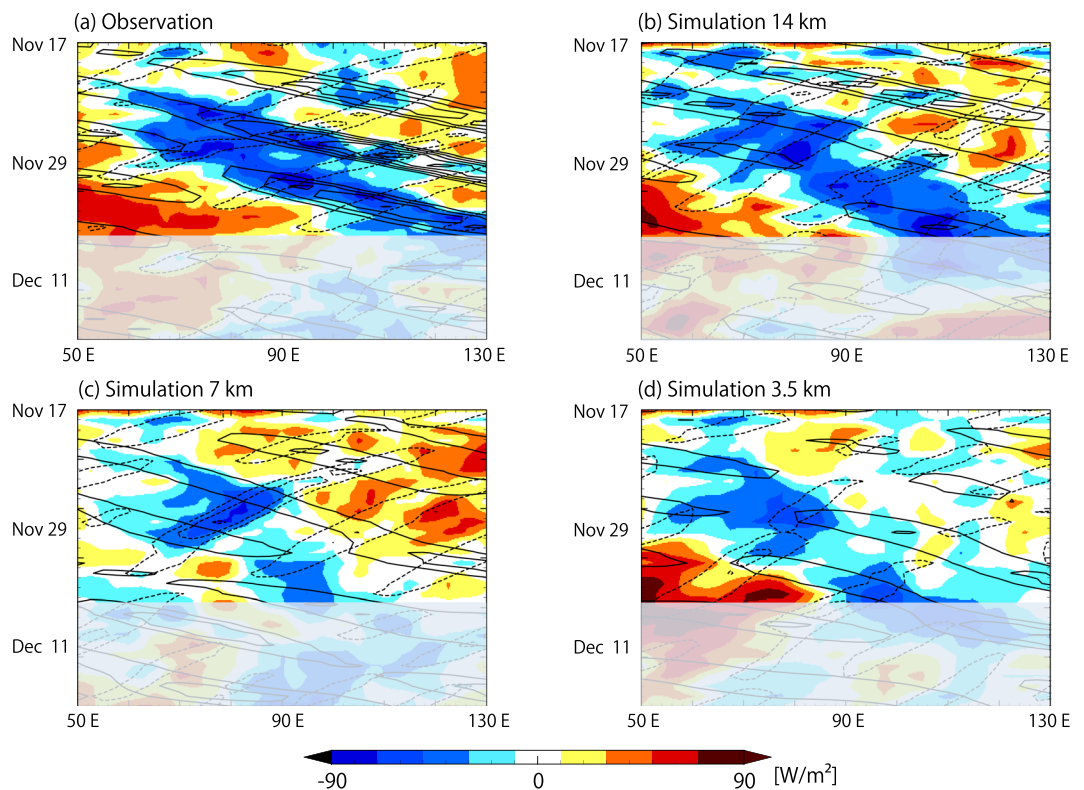 (a) Observation
(b) Simulation 14 km
Nov 17
Nov 29
Dec 11
50 E
90 E
130 E
Nov 17
Nov 29
Dec 11
50 E
90 E
130 E
(c) Simulation 7 km
(d) Simulation 3.5 km
Nov 17
Nov 29
Dec 11
50 E
90 E
130 E
Nov 17
Nov 29
Dec 11
50 E
90 E
130 E
-90
0
90
[W/m²]